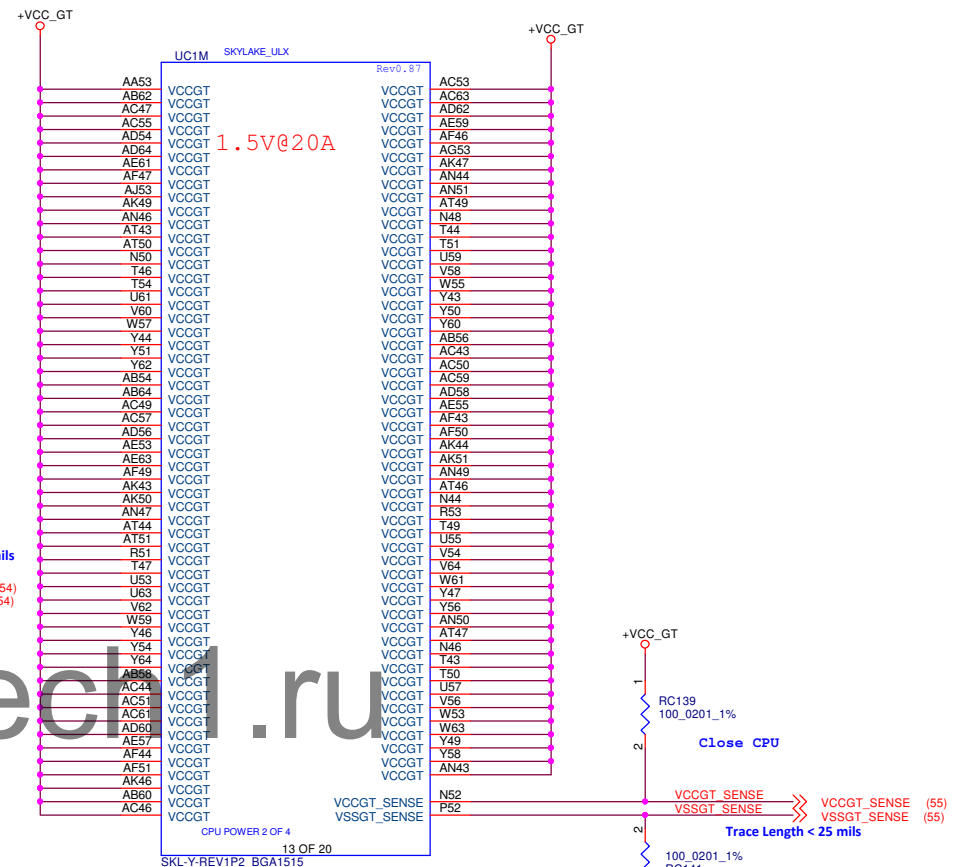 +VCC_GT
+VCC_GT
UC1M SKYLAKE_ULX
Rev0.87
1.5V@20A
AA53 VCCGT VCCGT AC53
AB62 VCCGT VCCGT AC63
AC47 VCCGT VCCGT AD62
AC55 VCCGT VCCGT AE59
AD54 VCCGT VCCGT AF46
AD64 VCCGT VCCGT AG53
AE61 VCCGT VCCGT AK47
AF47 VCCGT VCCGT AN44
AJ53 VCCGT VCCGT AN51
AK49 VCCGT VCCGT AT49
AN46 VCCGT VCCGT N48
AT43 VCCGT VCCGT T44
AT50 VCCGT VCCGT T51
N50 VCCGT VCCGT U59
T46 VCCGT VCCGT V58
T54 VCCGT VCCGT W55
U61 VCCGT VCCGT Y43
V60 VCCGT VCCGT Y50
W57 VCCGT VCCGT Y60
Y44 VCCGT VCCGT AB56
Y51 VCCGT VCCGT AC43
Y62 VCCGT VCCGT AC50
AB54 VCCGT VCCGT AC59
AB64 VCCGT VCCGT AD58
AC49 VCCGT VCCGT AE55
AC57 VCCGT VCCGT AF43
AD56 VCCGT VCCGT AF50
AE53 VCCGT VCCGT AK44
AE63 VCCGT VCCGT AK51
AF49 VCCGT VCCGT AN49
AK43 VCCGT VCCGT AT46
AK50 VCCGT VCCGT N44
AN47 VCCGT VCCGT R53
AT44 VCCGT VCCGT T49
AT51 VCCGT VCCGT U55
R51 VCCGT VCCGT V54
T47 VCCGT VCCGT V64
U53 VCCGT VCCGT W61
U63 VCCGT VCCGT Y47
V62 VCCGT VCCGT Y56
W59 VCCGT VCCGT AN50
Y46 VCCGT VCCGT AT47
Y54 VCCGT VCCGT N46
Y64 VCCGT VCCGT T43
AB58 VCCGT VCCGT T50
AC44 VCCGT VCCGT U57
AC51 VCCGT VCCGT V56
AC61 VCCGT VCCGT W53
AD60 VCCGT VCCGT W63
AE57 VCCGT VCCGT Y49
AF44 VCCGT VCCGT Y58
AF51 VCCGT VCCGT AN43
AK46 VCCGT
AB60 VCCGT VCCGT_SENSE N52
AC46 VCCGT VSSGT_SENSE P52
CPU POWER 2 OF 4
13 OF 20
SKL-Y-REV1P2_BGA1515
ils
54)
54)
ech1.ru
+VCC_GT
1
RC139
100_0201_1%
2
Close CPU
VCCGT_SENSE VCCGT_SENSE (55)
VSSGT_SENSE VSSGT_SENSE (55)
Trace Length < 25 mils
2
100_0201_1%